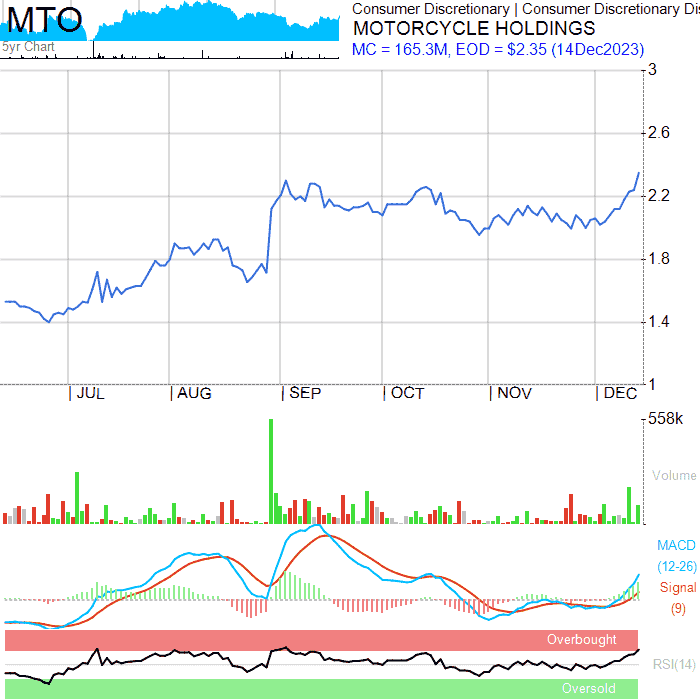 MTO
5yr Chart
Consumer Discretionary | Consumer Discretionary Dis
MOTORCYCLE HOLDINGS
MC = 165.3M, EOD = $2.35 (14Dec2023)
3
2.6
2.2
1.8
1.4
1
| JUL | AUG | SEP | OCT | NOV | DEC
558k
Volume
MACD
(12-26)
Signal
(9)
Overbought
RSI(14)
Oversold